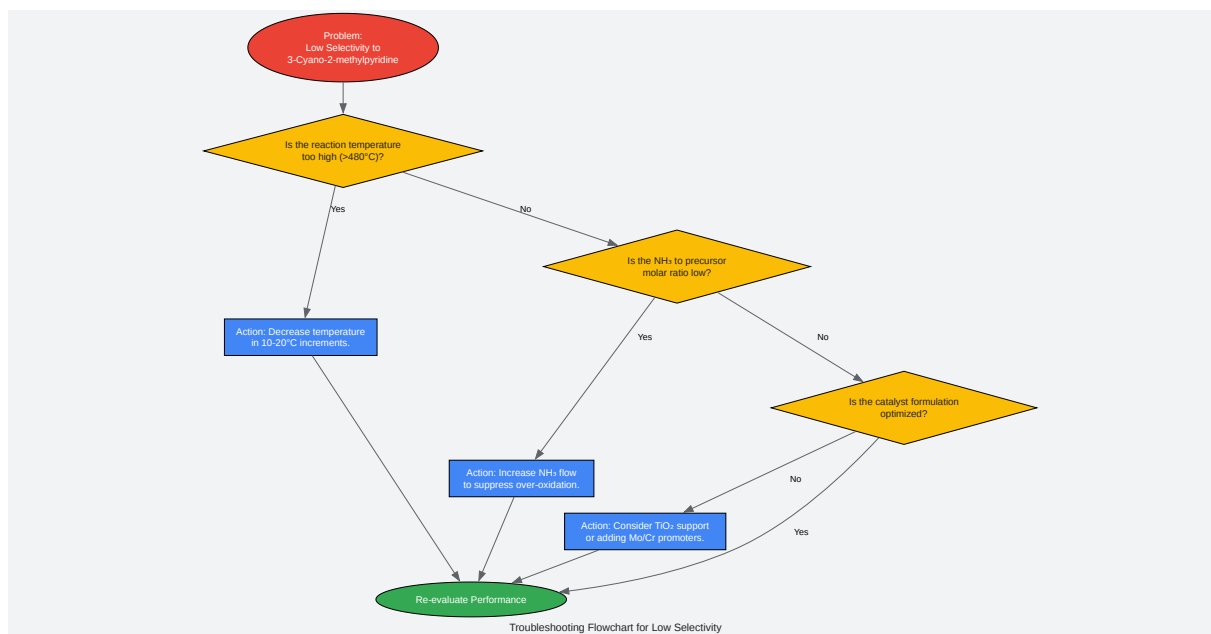 Problem:
Low Selectivity to
3-Cyano-2-methylpyridine
Is the reaction temperature
too high (>480°C)?
Yes
No
Is the NH₃ to precursor
molar ratio low?
Action: Decrease temperature
in 10-20°C increments.
Yes
No
Is the catalyst formulation
optimized?
Action: Increase NH₃ flow
to suppress over-oxidation.
No
Action: Consider TiO₂ support
or adding Mo/Cr promoters.
Yes
Re-evaluate Performance
Troubleshooting Flowchart for Low Selectivity